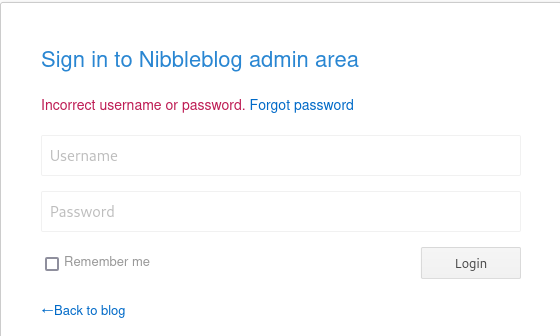 Sign in to Nibbleblog admin area
Incorrect username or password. Forgot password
Username
Password
Remember me
Login
←Back to blog